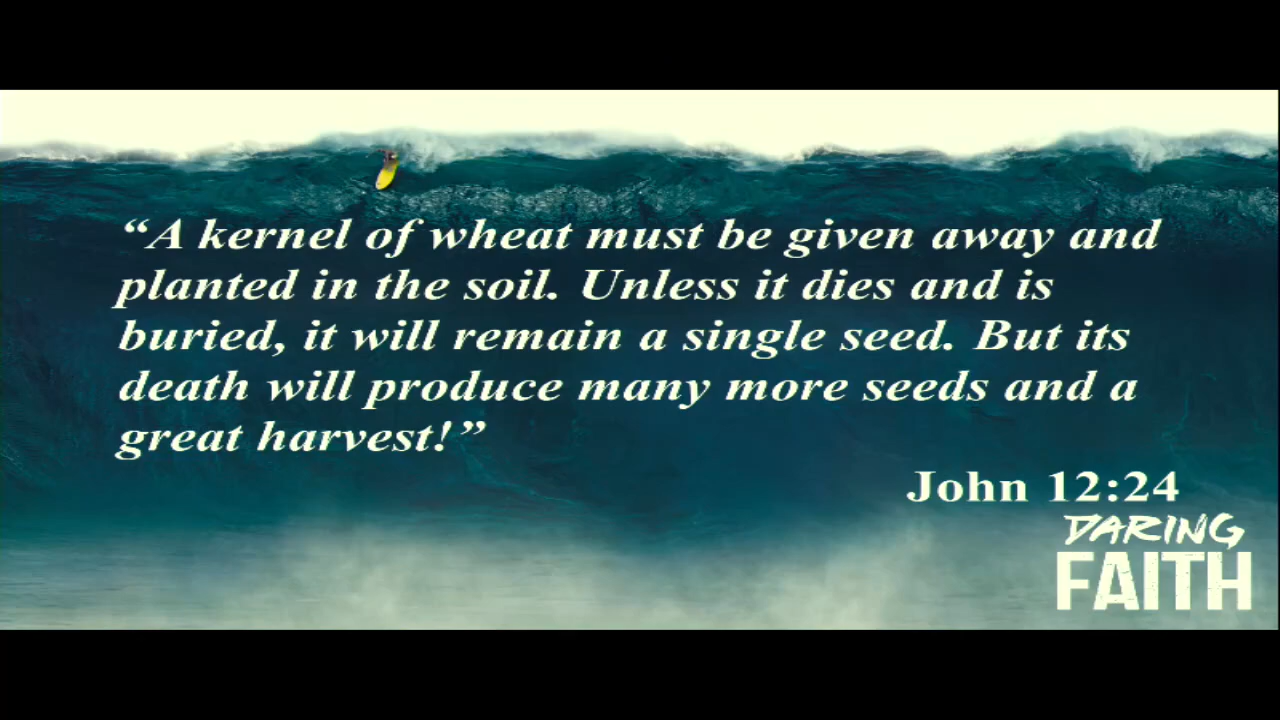 “A kernel of wheat must be given away and
planted in the soil. Unless it dies and is
buried, it will remain a single seed. But its
death will produce many more seeds and a
great harvest!”
John 12:24
DARING
FAITH